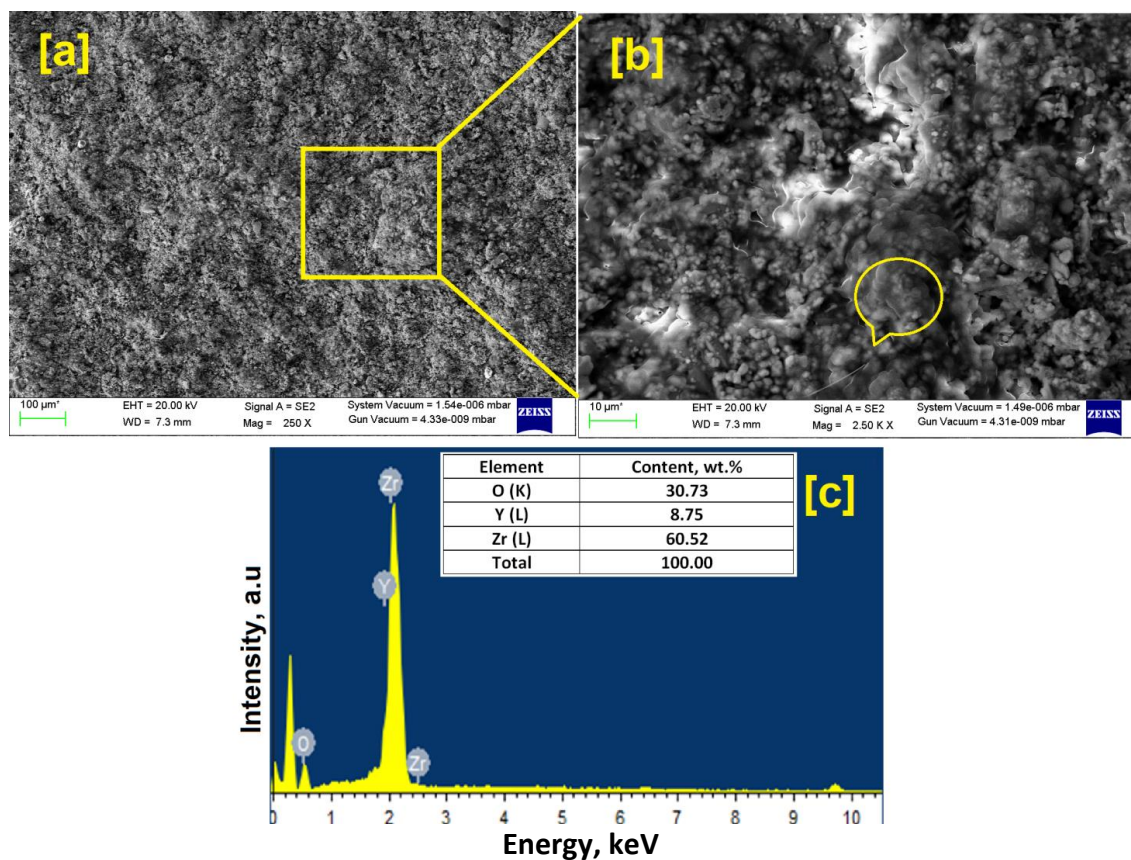 [a]
[b]
100 µm*
EHT = 20.00 kV
Signal A = SE2
System Vacuum = 1.54e-006 mbar
WD = 7.3 mm
Mag = 250 X
Gun Vacuum = 4.33e-009 mbar
ZEISS
10 µm*
EHT = 20.00 kV
Signal A = SE2
System Vacuum = 1.49e-006 mbar
WD = 7.3 mm
Mag = 2.50 K X
Gun Vacuum = 4.31e-009 mbar
ZEISS
[c]
Element Content, wt.%
O (K) 30.73
Y (L) 8.75
Zr (L) 60.52
Total 100.00
Zr
Y
O
Zr
Intensity, a.u
0 1 2 3 4 5 6 7 8 9 10
Energy, keV